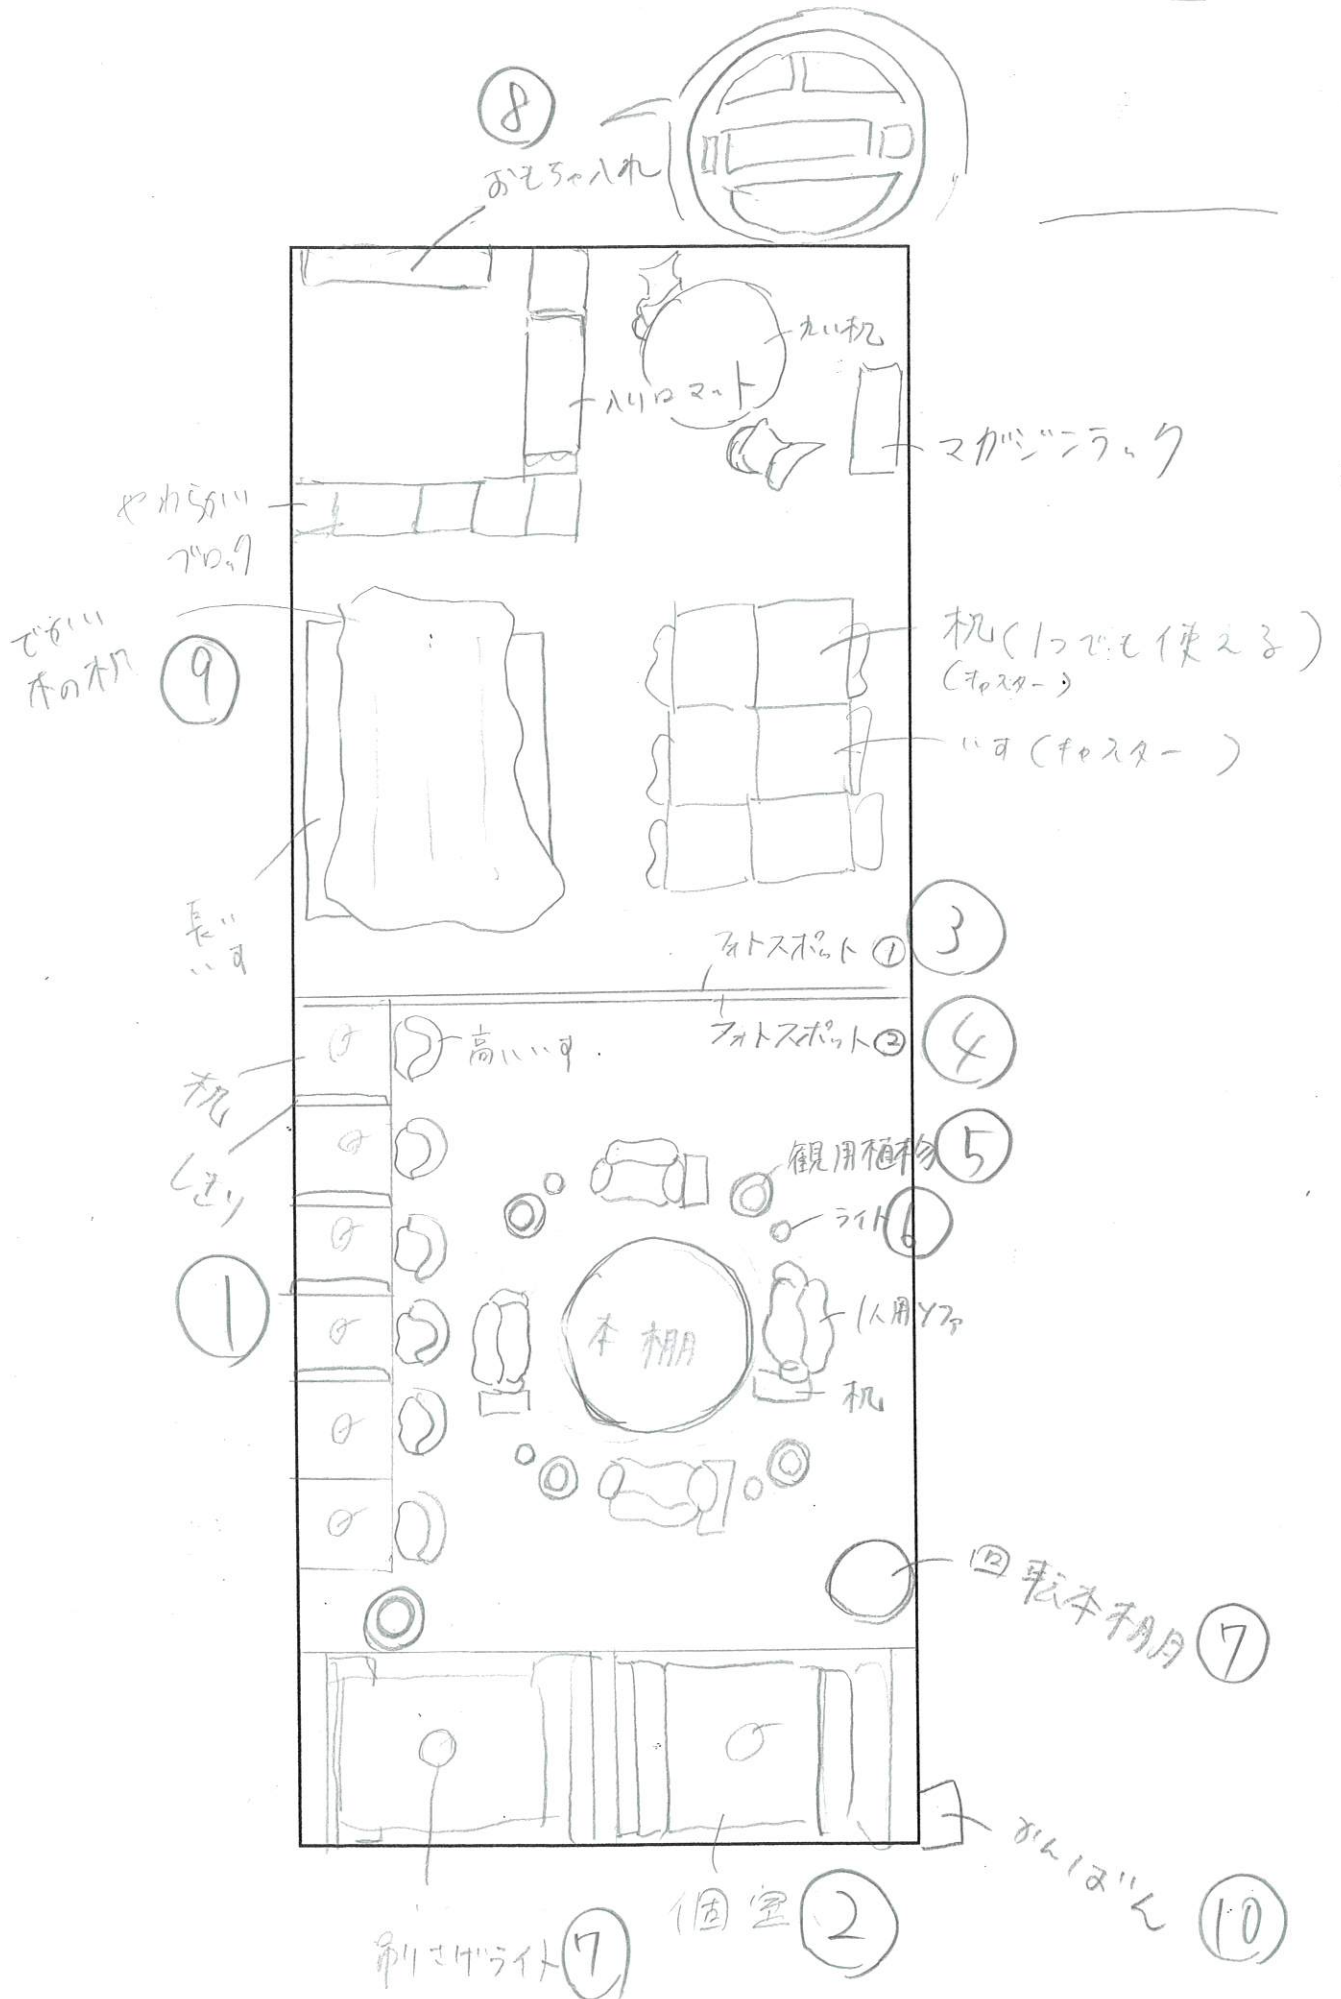 ⑧
おもちゃ入れ
丸い机
入り口マット
マガジンラック
やわらかい
ブロック
でかい
木の机
⑨
机(1つでも使える)
(キャスター)
いす(キャスター)
長い
いす
フォトスポット①
③
フォトスポット②
④
高いいす
机
しきり
①
観用植物
⑤
ライト
⑥
1人用ソファ
本棚
机
回転本棚
⑦
かんばん
⑩
個室
②
吊りさげライト
⑦